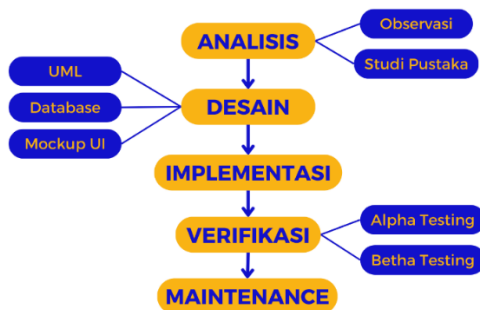 ANALISIS
Observasi
Studi Pustaka
UML
Database
Mockup UI
DESAIN
IMPLEMENTASI
VERIFIKASI
Alpha Testing
Betha Testing
MAINTENANCE